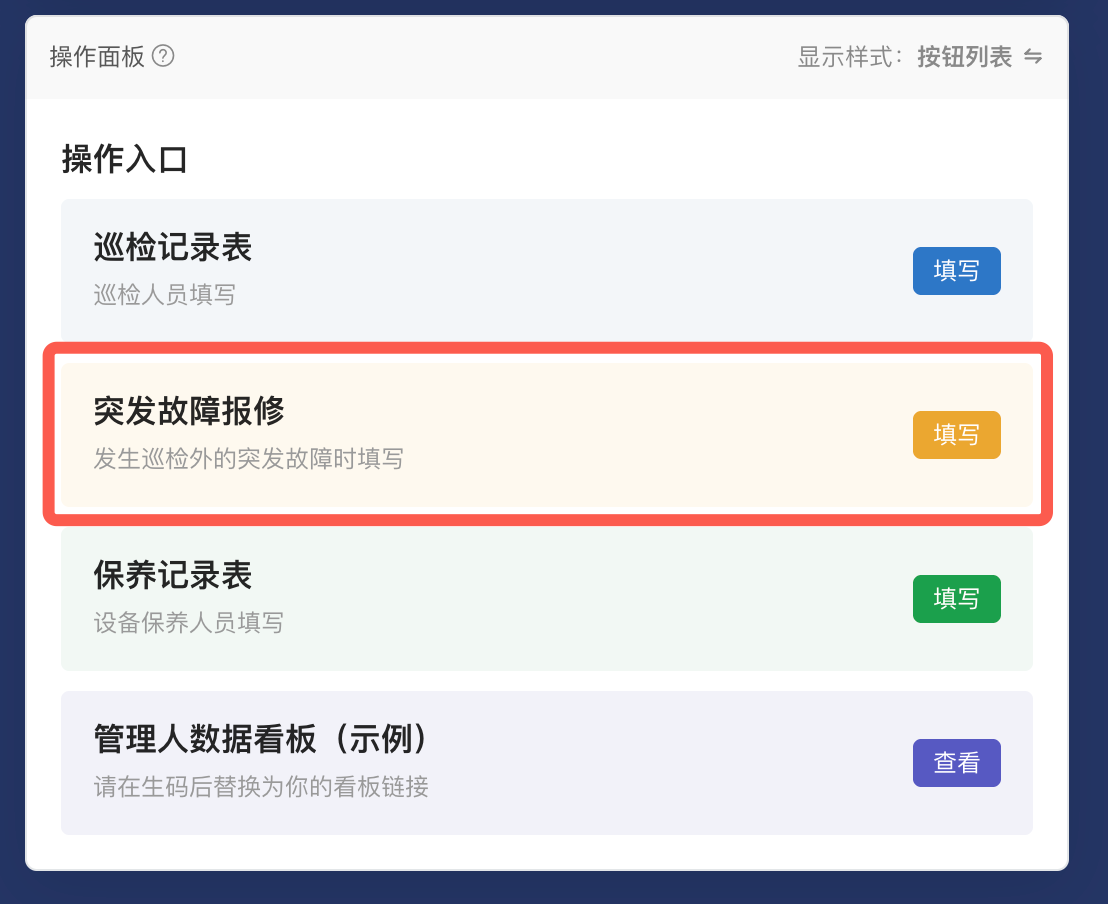 操作面板 ?
显示样式：按钮列表 ⇋
操作入口
巡检记录表
巡检人员填写
填写
突发故障报修
发生巡检外的突发故障时填写
填写
保养记录表
设备保养人员填写
填写
管理人数据看板（示例）
请在生码后替换为你的看板链接
查看